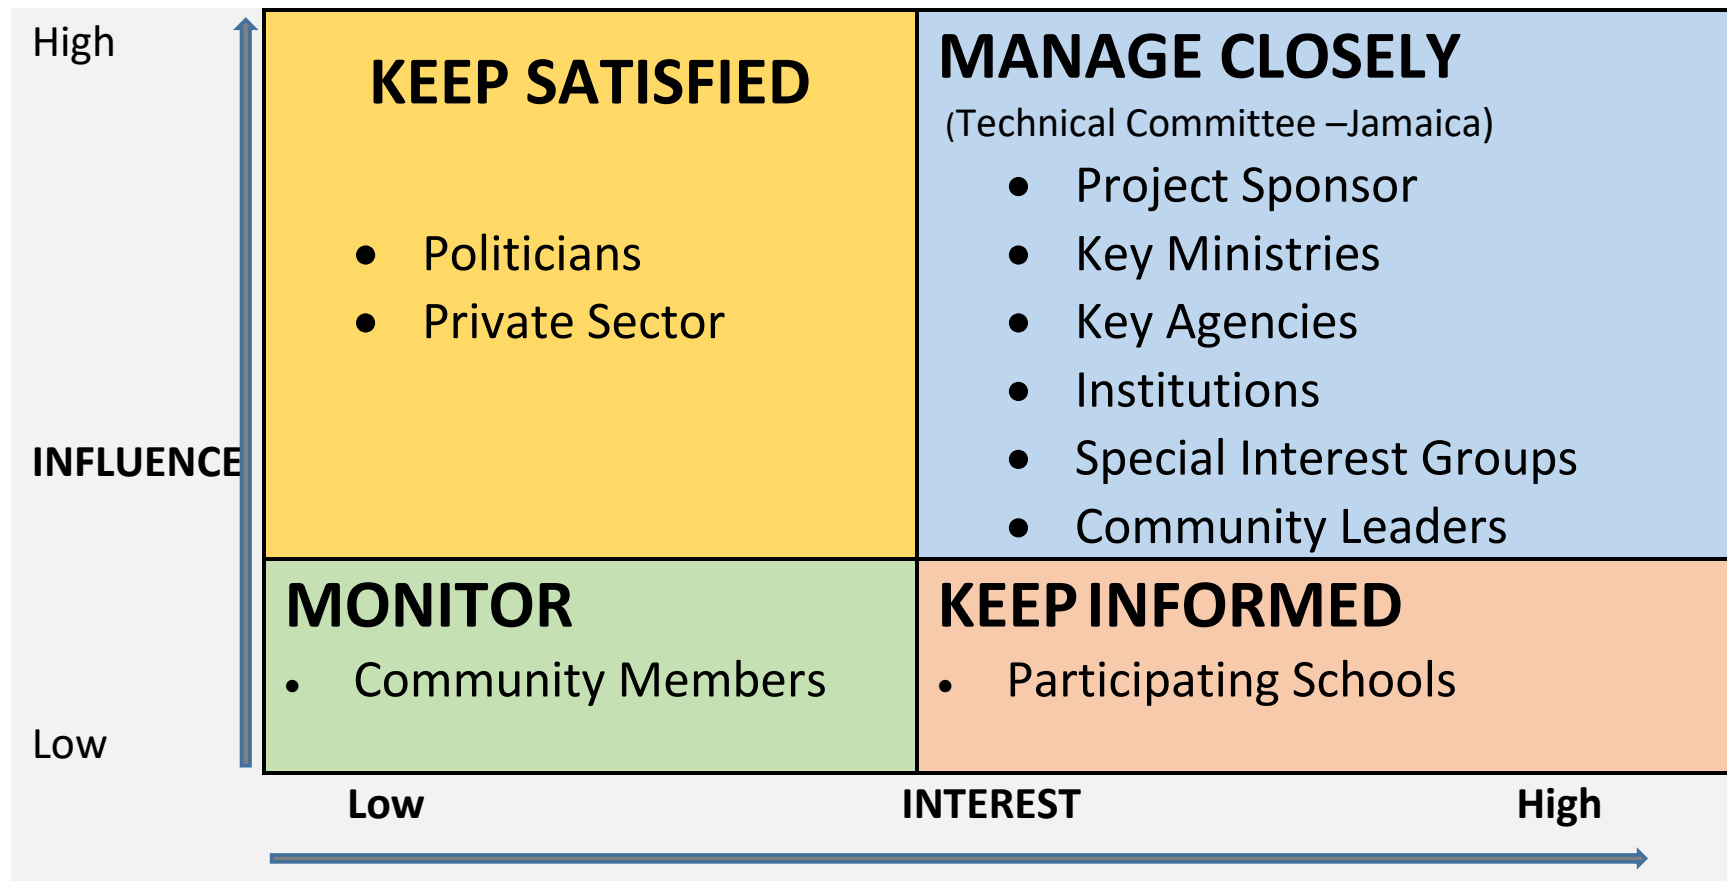 High
KEEP SATISFIED
• Politicians
• Private Sector
MANAGE CLOSELY
(Technical Committee –Jamaica)
• Project Sponsor
• Key Ministries
• Key Agencies
• Institutions
• Special Interest Groups
• Community Leaders
INFLUENCE
MONITOR
• Community Members
KEEP INFORMED
• Participating Schools
Low
Low INTEREST High